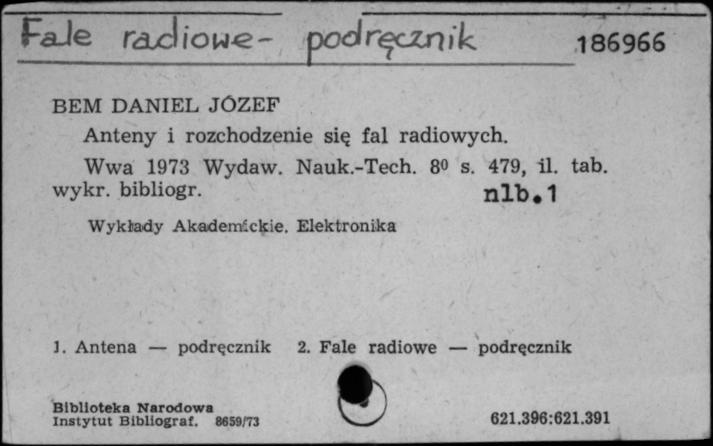 Fale radiowe - podręcznik 186966
BEM DANIEL JÓZEF
Anteny i rozchodzenie się fal radiowych.
Wwa 1973 Wydaw. Nauk.-Tech. 8⁰ s. 479, il. tab.
wykr. bibliogr. nlb.1
Wykłady Akademickie. Elektronika
1. Antena — podręcznik 2. Fale radiowe — podręcznik
Biblioteka Narodowa
Instytut Bibliograf. 8659/73 621.396:621.391